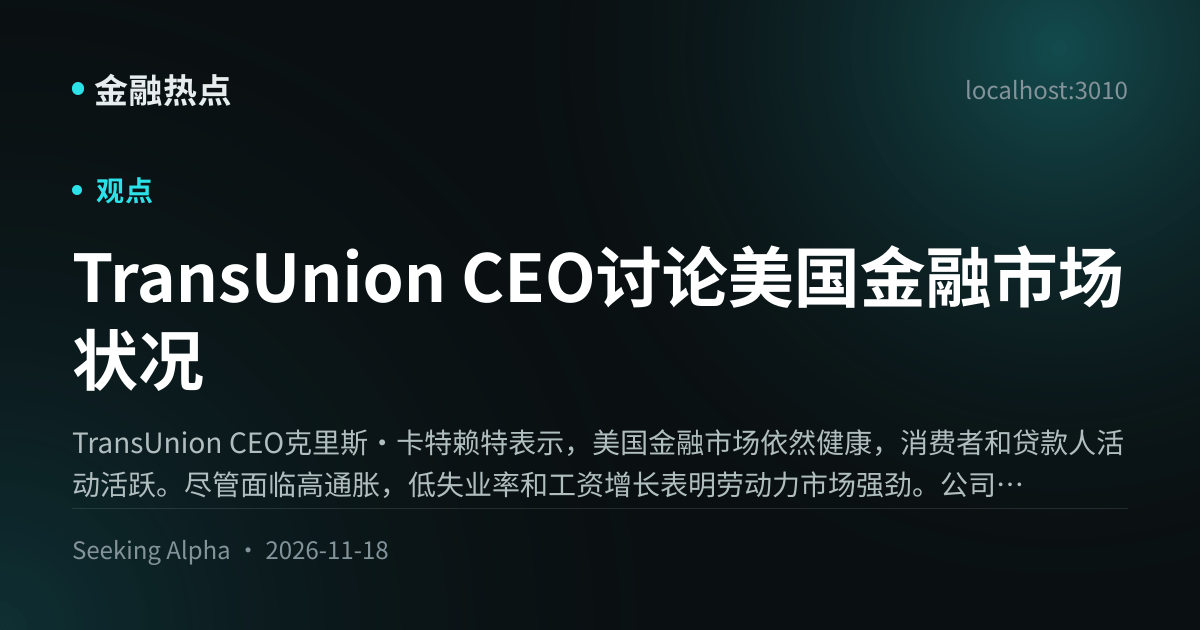 金融热点
localhost:3010
观点
TransUnion CEO讨论美国金融市场
状况
TransUnion CEO克里斯·卡特赖特表示，美国金融市场依然健康，消费者和贷款人活
动活跃。尽管面临高通胀，低失业率和工资增长表明劳动力市场强劲。公司…
Seeking Alpha · 2026-11-18